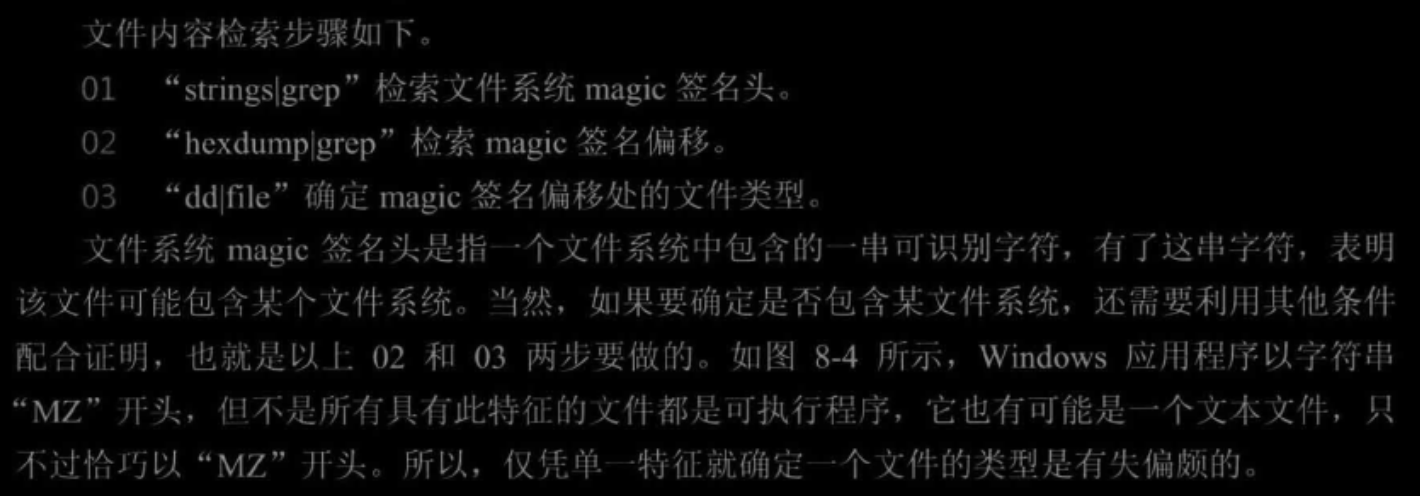 文件内容检索步骤如下。
01 “strings|grep”检索文件系统 magic 签名头。
02 “hexdump|grep”检索 magic 签名偏移。
03 “dd|file”确定 magic 签名偏移处的文件类型。
文件系统 magic 签名头是指一个文件系统中包含的一串可识别字符，有了这串字符，表明
该文件可能包含某个文件系统。当然，如果要确定是否包含某文件系统，还需要利用其他条件
配合证明，也就是以上 02 和 03 两步要做的。如图 8-4 所示，Windows 应用程序以字符串
“MZ”开头，但不是所有具有此特征的文件都是可执行程序，它也有可能是一个文本文件，只
不过恰巧以“MZ”开头。所以，仅凭单一特征就确定一个文件的类型是有失偏颇的。